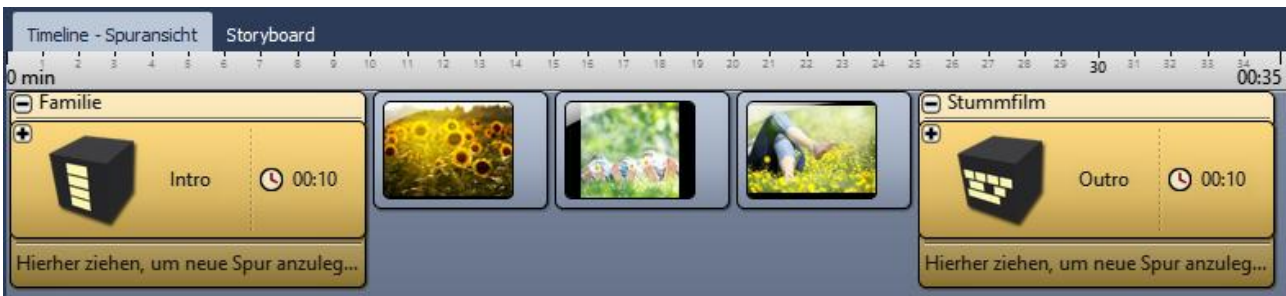 Timeline - Spuransicht Storyboard
1 2 3 4 5 6 7 8 9 10 11 12 13 14 15 16 17 18 19 20 21 22 23 24 25 26 27 28 29 30 31 32 33 34
0 min 00:35
Familie Stummfilm
Intro 00:10 Outro 00:10
Hierher ziehen, um neue Spur anzuleg... Hierher ziehen, um neue Spur anzuleg...